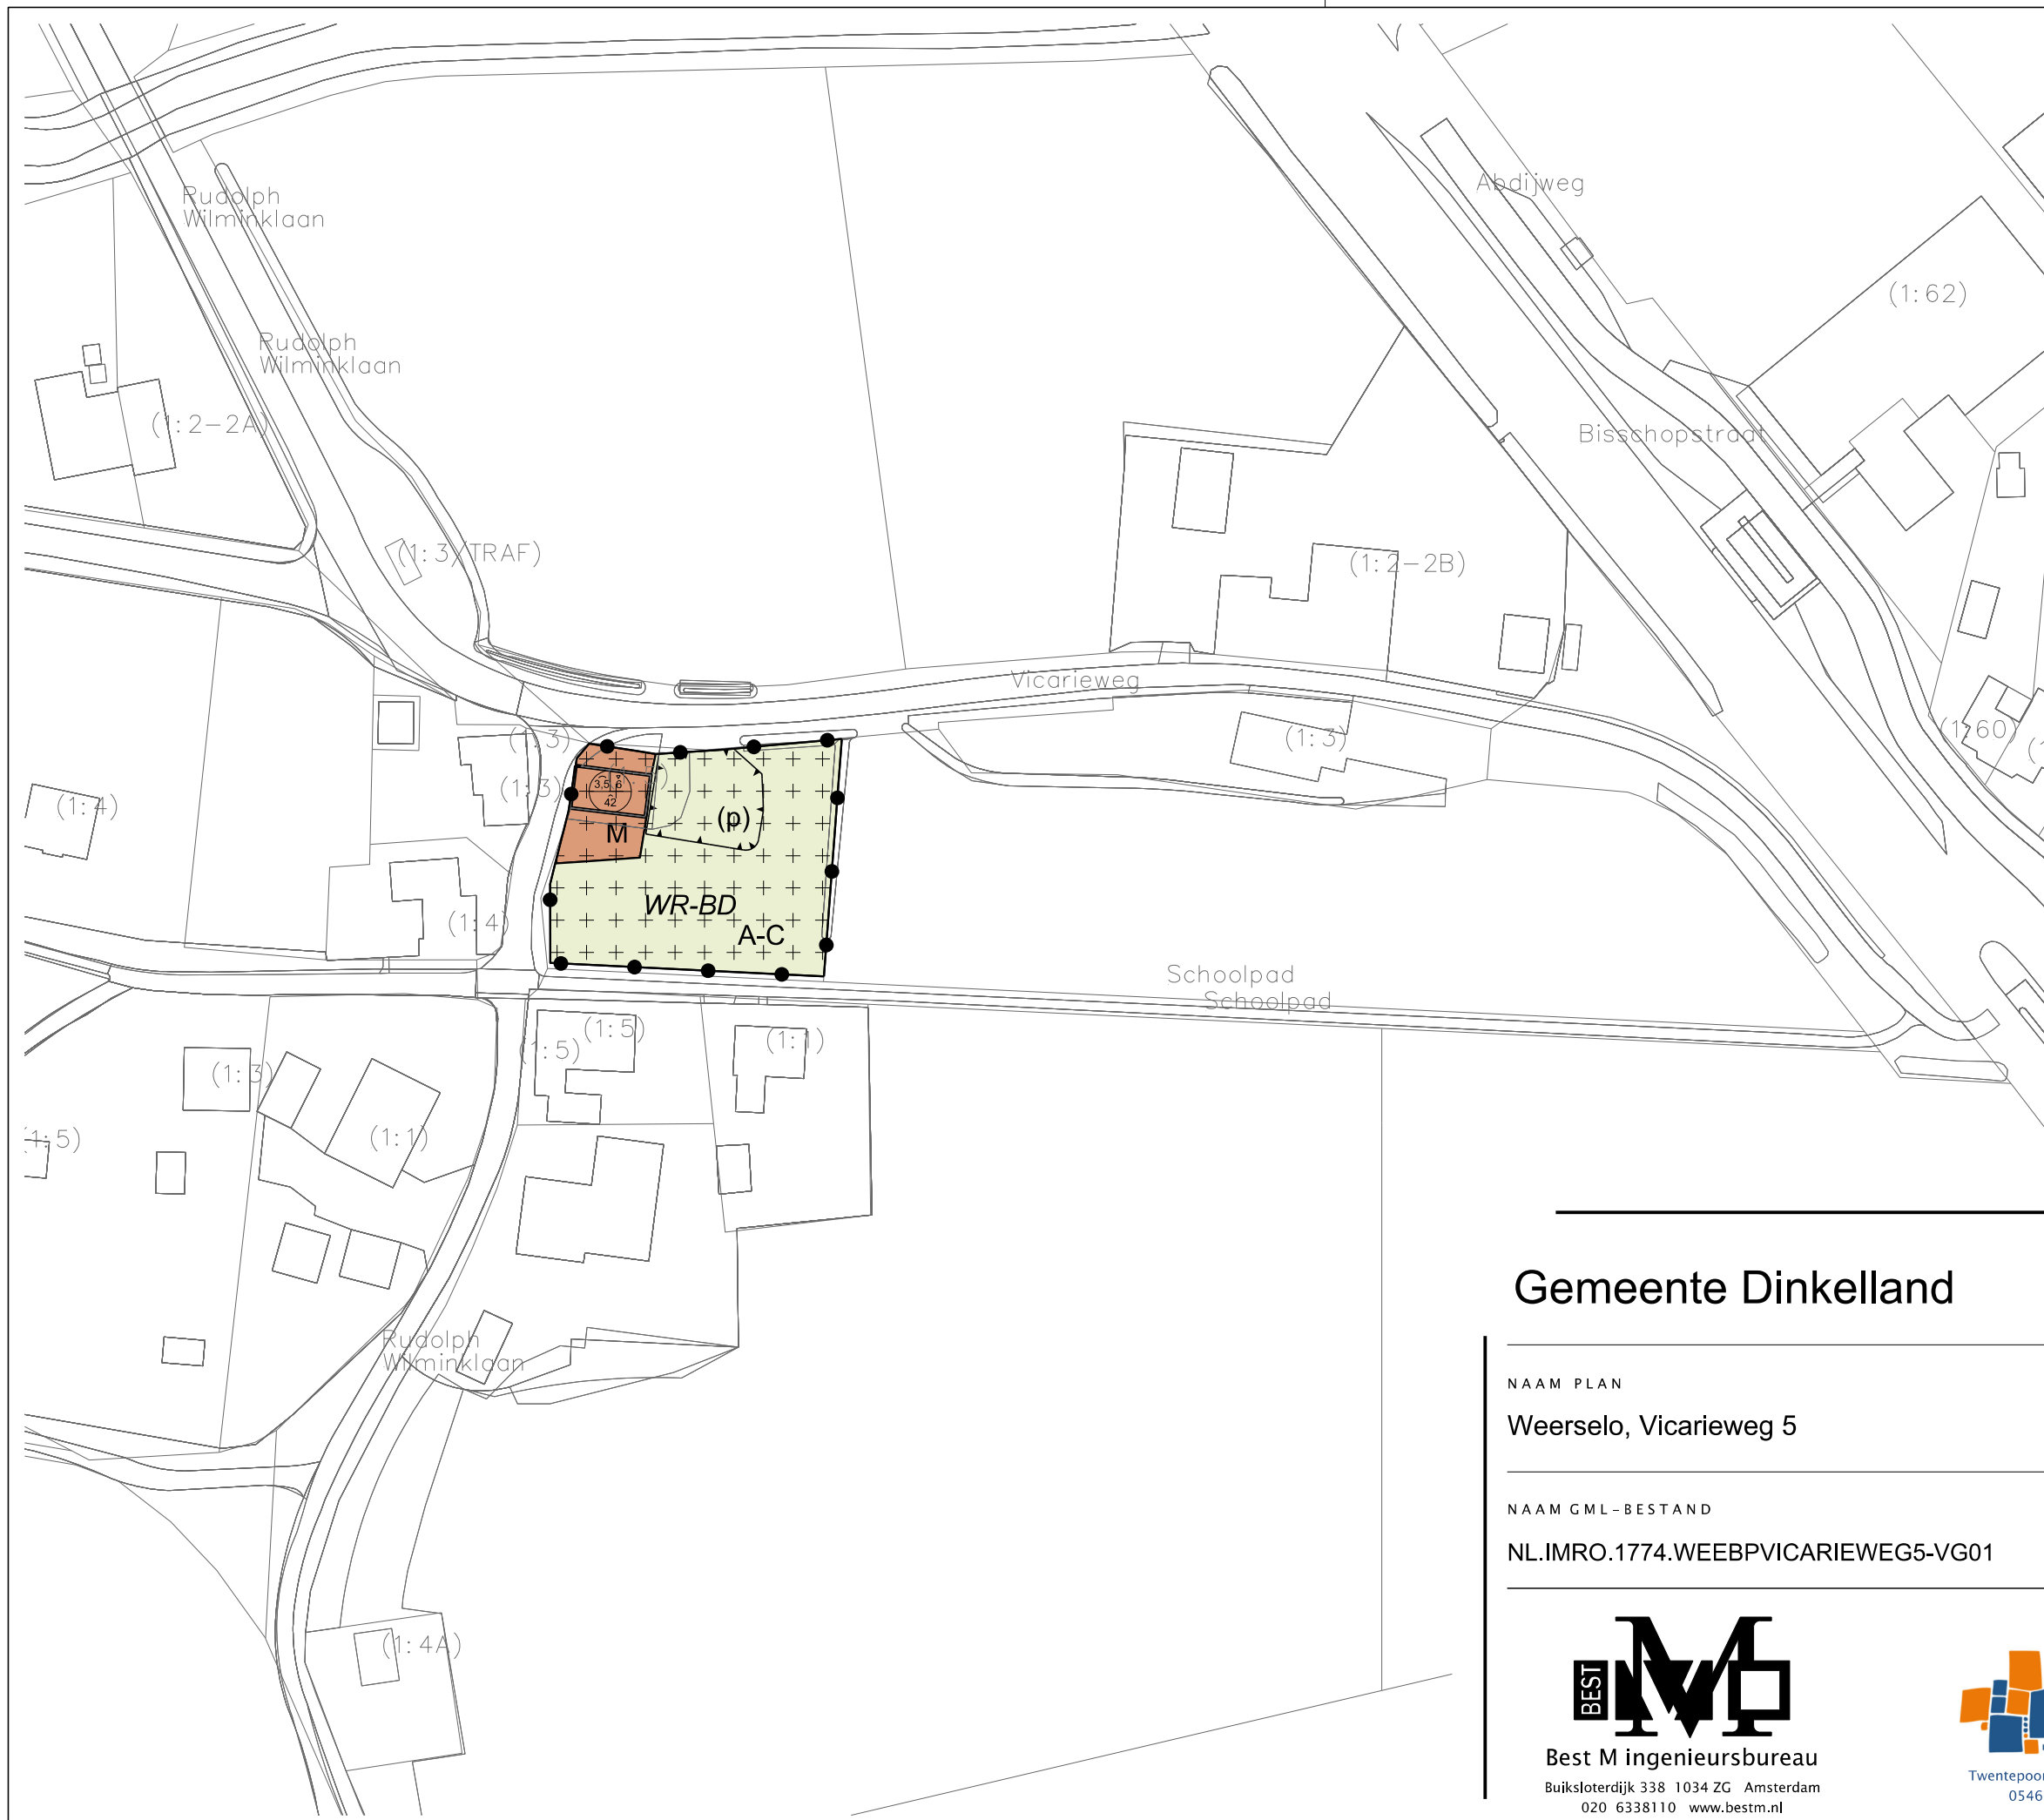 Rudolph
Wilminklaan
Abdijweg
(1:62)
Rudolph
Wilminklaan
(1:2-2A)
Bisschopstraat
(1:3/TRAF)
(1:2-2B)
Vicarieweg
(1:3)
(1:3)
(1:60)
(1:3)
(1:4)
3,5 6
42
M
(p)
WR-BD
A-C
(1:4)
Schoolpad
Schoolpad
(1:5)
(1:5)
(1:1)
(1:3)
(1:1)
1:5)
Rudolph
Wilminklaan
(1:4A)
Gemeente Dinkelland
NAAM PLAN
Weerselo, Vicarieweg 5
NAAM GML-BESTAND
NL.IMRO.1774.WEEBPVICARIEWEG5-VG01
BEST
Best M ingenieursbureau
Buiksloterdijk 338 1034 ZG Amsterdam
020 6338110 www.bestm.nl
Twentepoor
0546